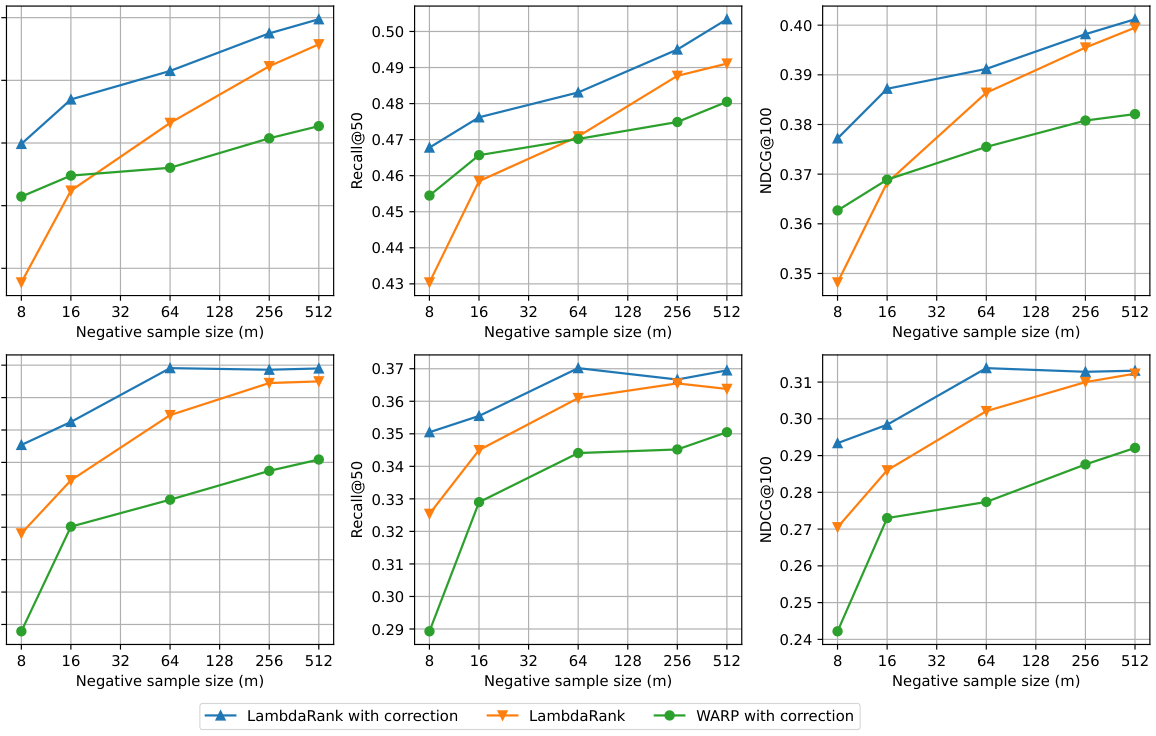 8 16 32 64 128 256 512
Negative sample size (m)
Recall@50
0.50
0.49
0.48
0.47
0.46
0.45
0.44
0.43
8 16 32 64 128 256 512
Negative sample size (m)
NDCG@100
0.40
0.39
0.38
0.37
0.36
0.35
8 16 32 64 128 256 512
Negative sample size (m)
8 16 32 64 128 256 512
Negative sample size (m)
Recall@50
0.37
0.36
0.35
0.34
0.33
0.32
0.31
0.30
0.29
8 16 32 64 128 256 512
Negative sample size (m)
NDCG@100
0.31
0.30
0.29
0.28
0.27
0.26
0.25
0.24
8 16 32 64 128 256 512
Negative sample size (m)
LambdaRank with correction LambdaRank WARP with correction